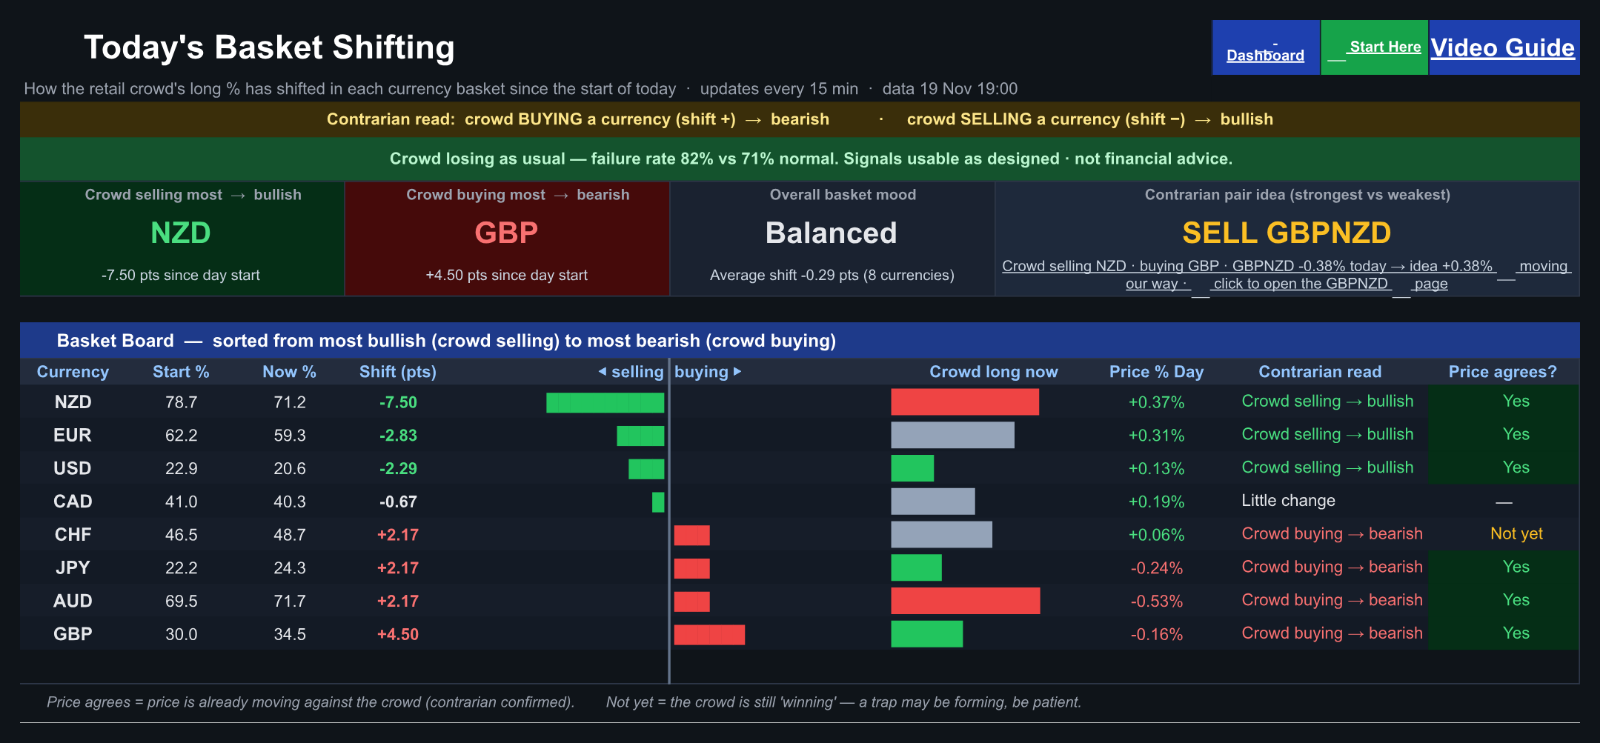 Today's Basket Shifting
Dashboard
Start Here
Video Guide
How the retail crowd's long % has shifted in each currency basket since the start of today · updates every 15 min · data 19 Nov 19:00
Contrarian read: crowd BUYING a currency (shift +) → bearish · crowd SELLING a currency (shift −) → bullish
Crowd losing as usual — failure rate 82% vs 71% normal. Signals usable as designed · not financial advice.
Crowd selling most → bullish
NZD
-7.50 pts since day start
Crowd buying most → bearish
GBP
+4.50 pts since day start
Overall basket mood
Balanced
Average shift -0.29 pts (8 currencies)
Contrarian pair idea (strongest vs weakest)
SELL GBPNZD
Crowd selling NZD · buying GBP · GBPNZD -0.38% today → idea +0.38% __ moving
our way · __ click to open the GBPNZD __ page
Basket Board — sorted from most bullish (crowd selling) to most bearish (crowd buying)
Currency Start % Now % Shift (pts) ◄ selling buying ► Crowd long now Price % Day Contrarian read Price agrees?
NZD 78.7 71.2 -7.50 +0.37% Crowd selling → bullish Yes
EUR 62.2 59.3 -2.83 +0.31% Crowd selling → bullish Yes
USD 22.9 20.6 -2.29 +0.13% Crowd selling → bullish Yes
CAD 41.0 40.3 -0.67 +0.19% Little change —
CHF 46.5 48.7 +2.17 +0.06% Crowd buying → bearish Not yet
JPY 22.2 24.3 +2.17 -0.24% Crowd buying → bearish Yes
AUD 69.5 71.7 +2.17 -0.53% Crowd buying → bearish Yes
GBP 30.0 34.5 +4.50 -0.16% Crowd buying → bearish Yes
Price agrees = price is already moving against the crowd (contrarian confirmed). Not yet = the crowd is still 'winning' — a trap may be forming, be patient.